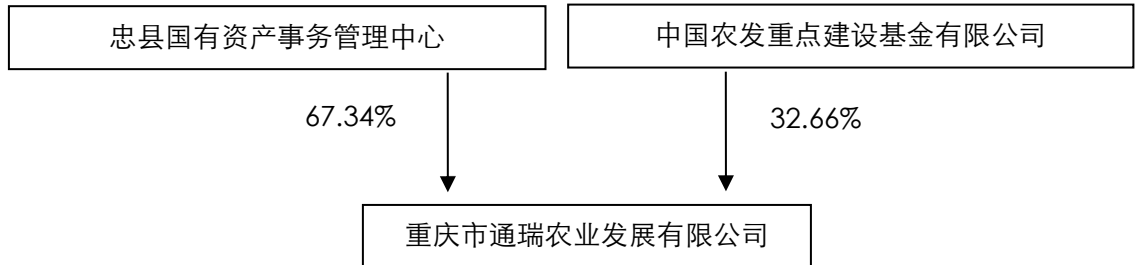 忠县国有资产事务管理中心
中国农发重点建设基金有限公司
67.34%
32.66%
重庆市通瑞农业发展有限公司